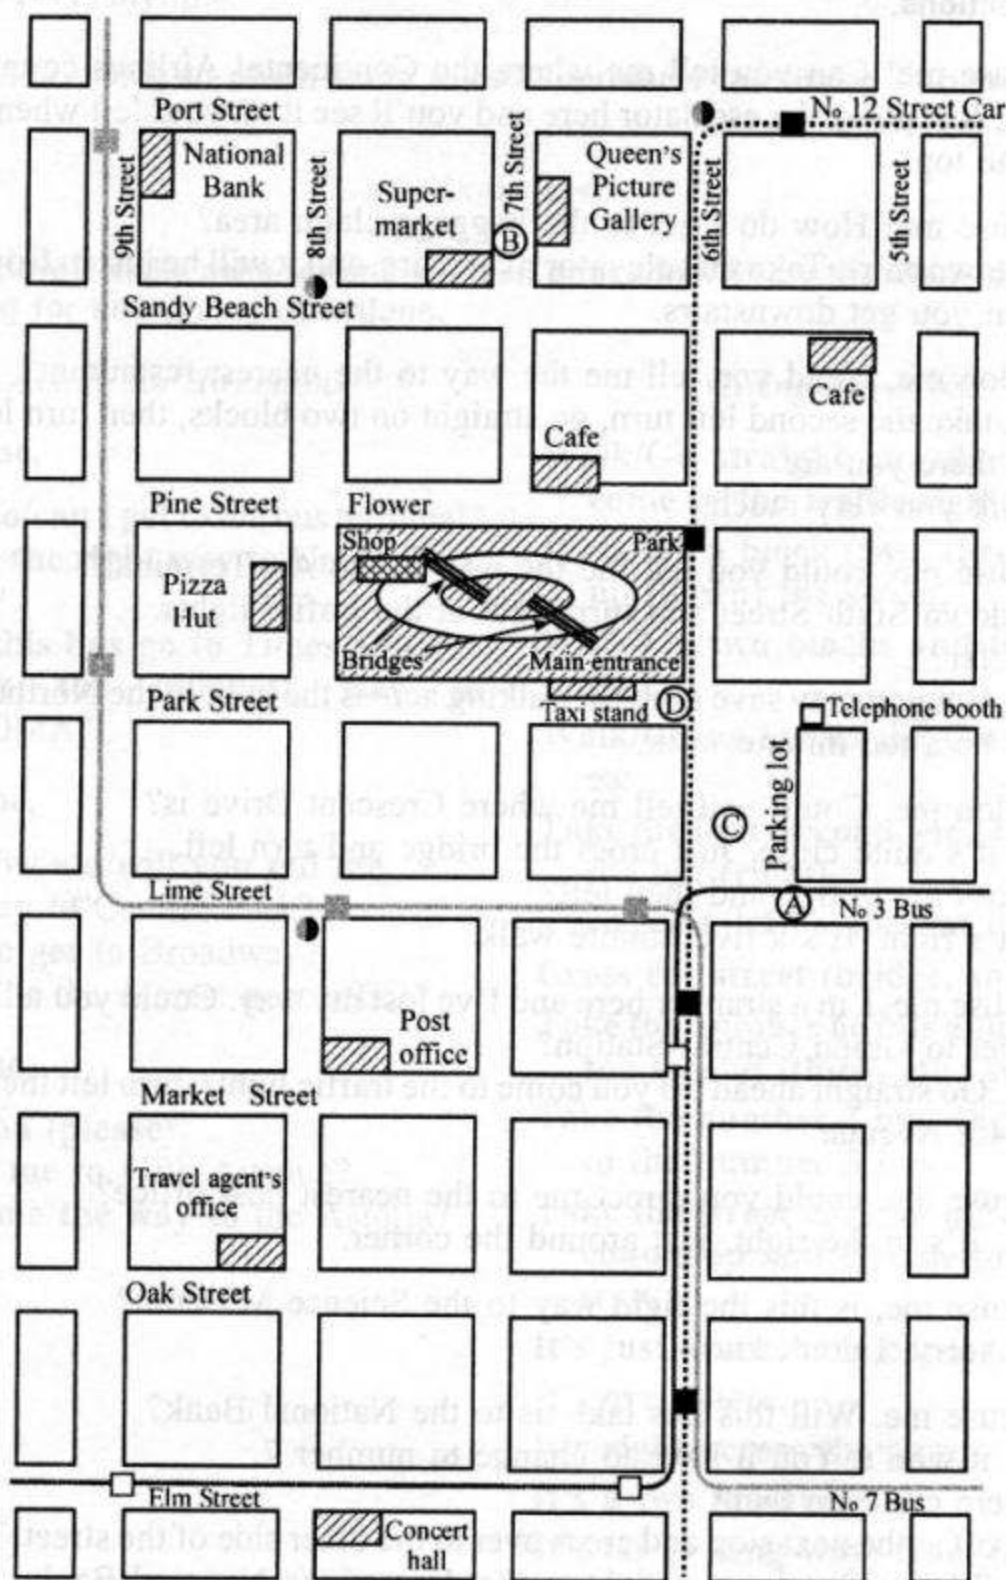 Port Street
No 12 Street Car
9th Street
National
Bank
8th Street
Super-
market
7th Street
B
Queen's
Picture
Gallery
6th Street
5th Street
Sandy Beach Street
Cafe
Cafe
Pine Street
Flower
Shop
Park
Pizza
Hut
Bridges
Main entrance
Park Street
Taxi stand
D
Telephone booth
Parking lot
C
Lime Street
A
No 3 Bus
Post
office
Market Street
Travel agent's
office
Oak Street
Elm Street
No 7 Bus
Concert
hall